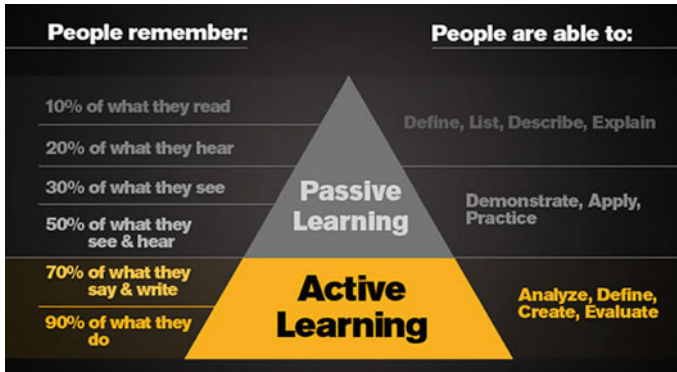 People remember:
People are able to:
10% of what they read
20% of what they hear
30% of what they see
50% of what they
see & hear
70% of what they
say & write
90% of what they
do
Passive
Learning
Active
Learning
Define, List, Describe, Explain
Demonstrate, Apply,
Practice
Analyze, Define,
Create, Evaluate